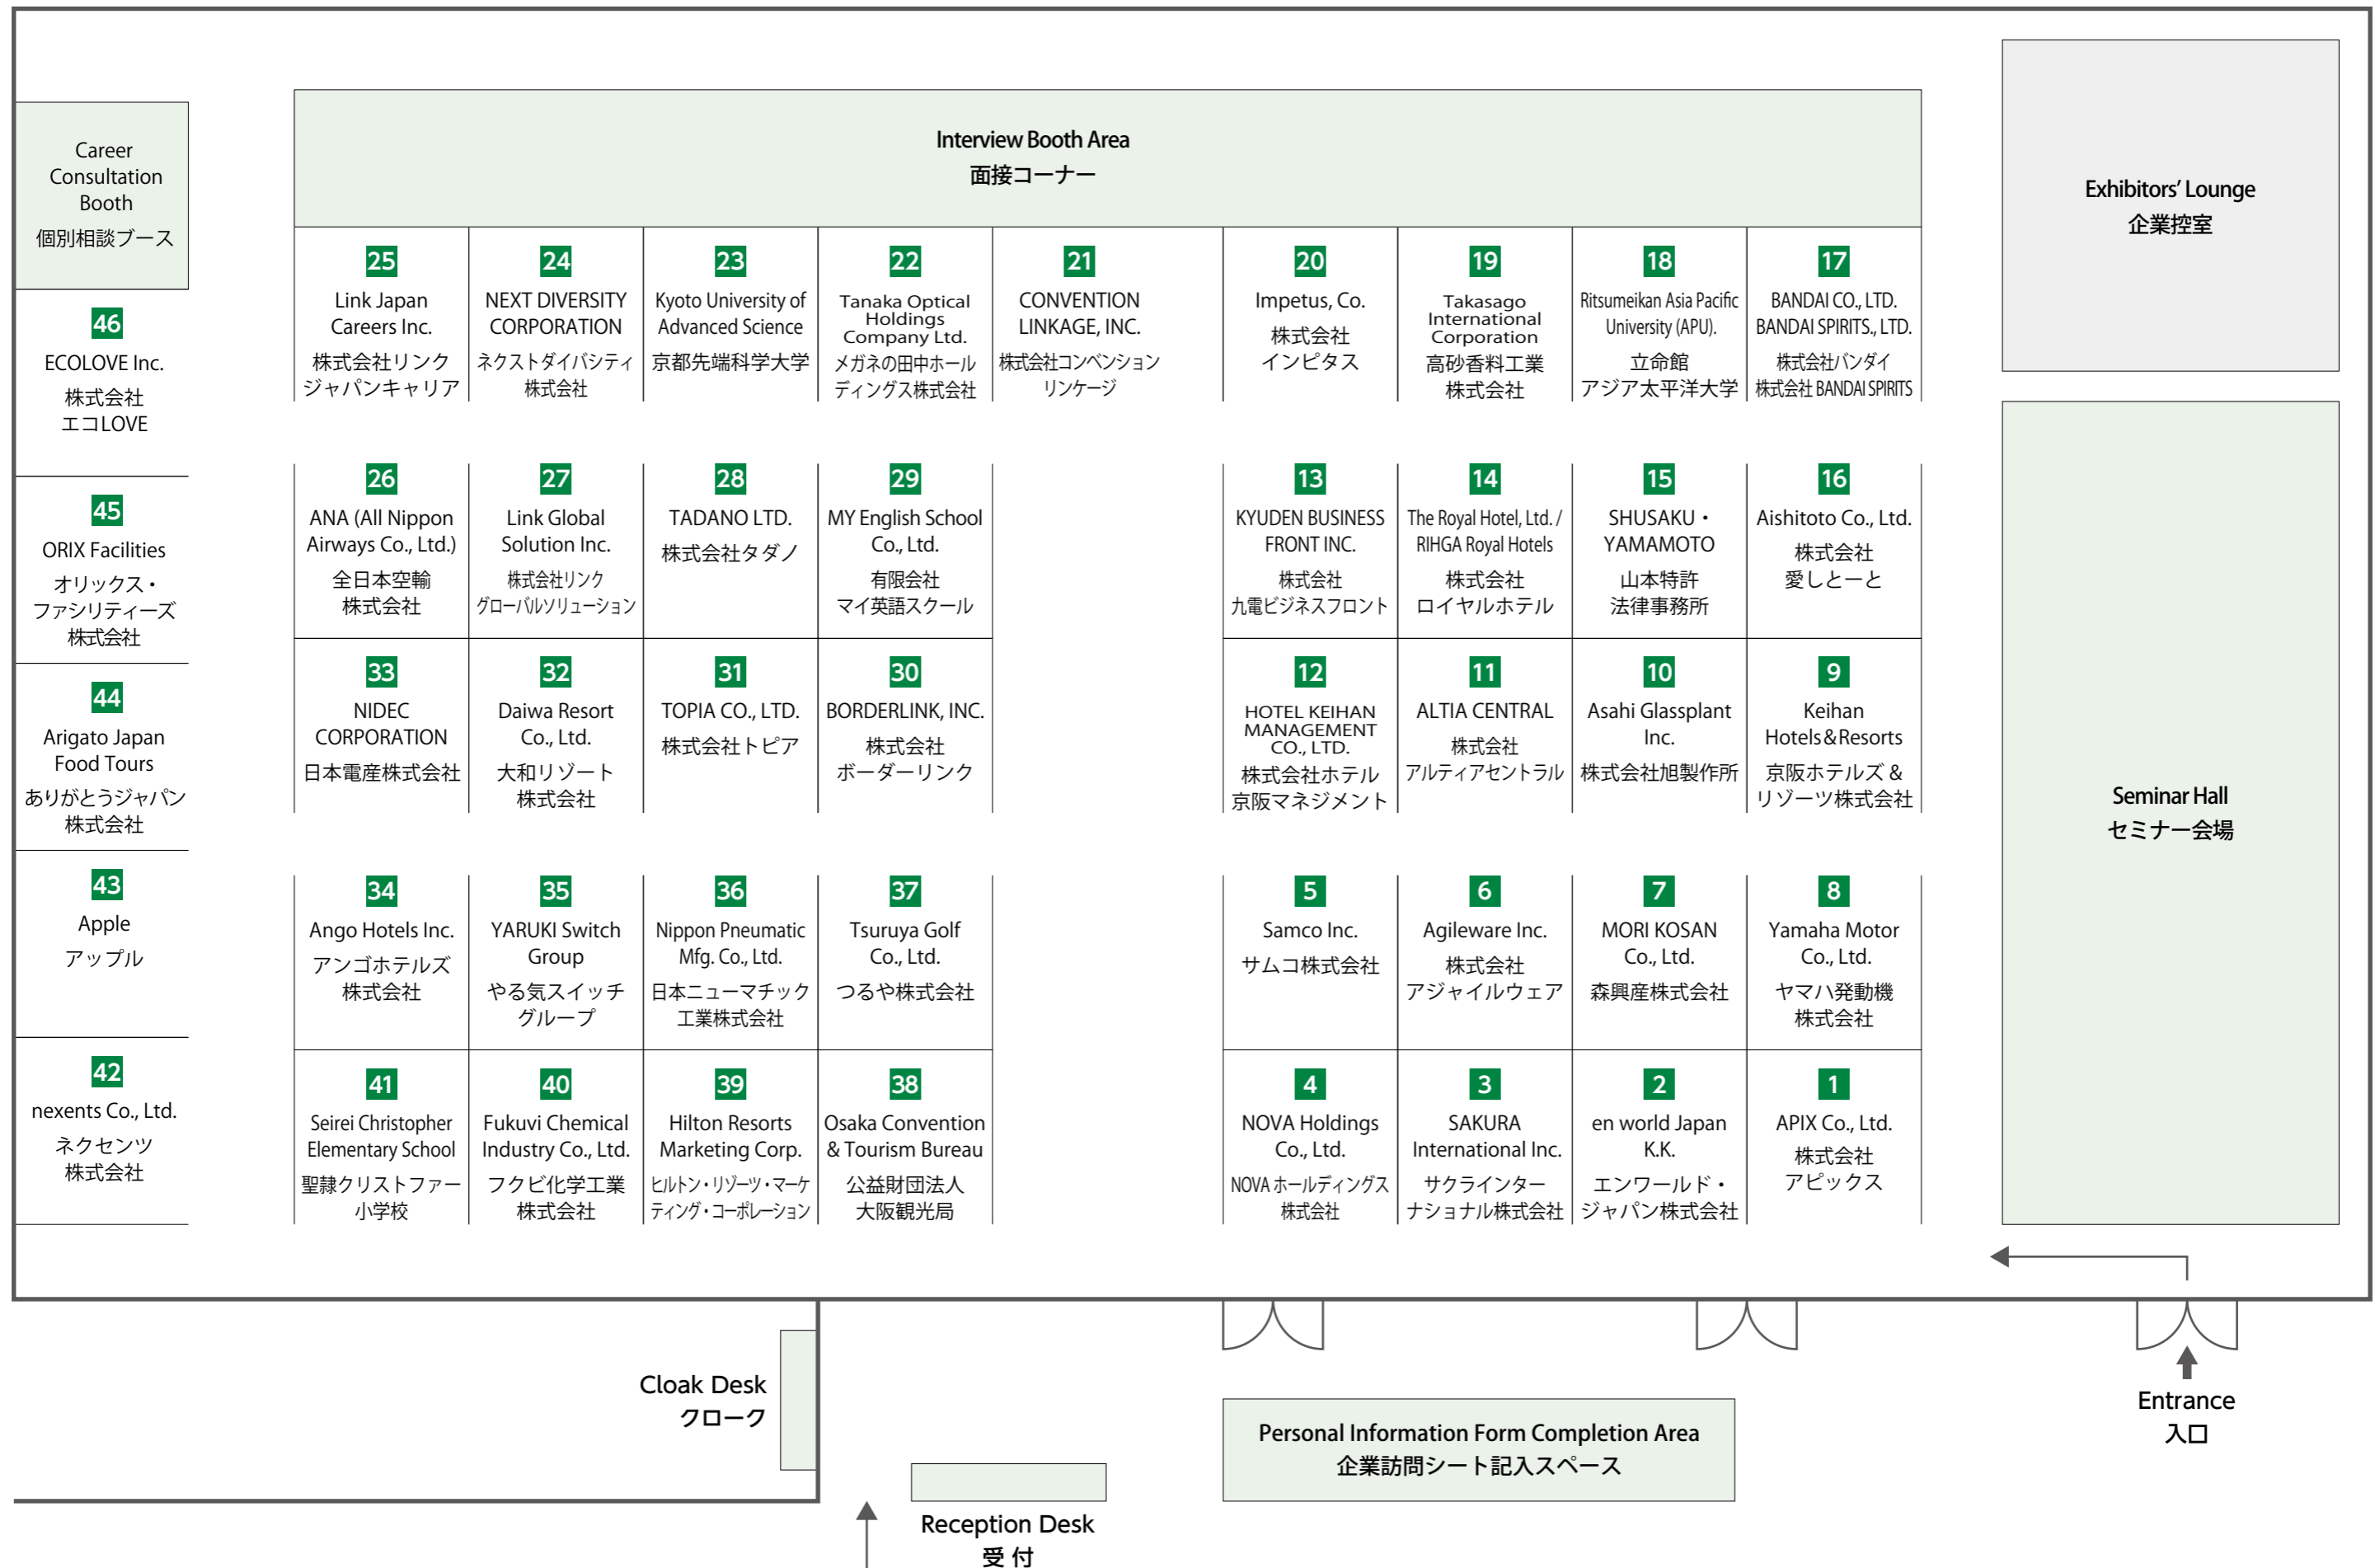 Interview Booth Area
面接コーナー
Exhibitors' Lounge
企業控室
Career
Consultation
Booth
個別相談ブース
25
Link Japan
Careers Inc.
株式会社リンク
ジャパンキャリア
24
NEXT DIVERSITY
CORPORATION
ネクストダイバシティ
株式会社
23
Kyoto University of
Advanced Science
京都先端科学大学
22
Tanaka Optical
Holdings
Company Ltd.
メガネの田中ホール
ディングス株式会社
21
CONVENTION
LINKAGE, INC.
株式会社コンベンション
リンケージ
20
Impetus, Co.
株式会社
インピタス
19
Takasago
International
Corporation
高砂香料工業
株式会社
18
Ritsumeikan Asia Pacific
University (APU).
立命館
アジア太平洋大学
17
BANDAI CO., LTD.
BANDAI SPIRITS., LTD.
株式会社バンダイ
株式会社 BANDAI SPIRITS
46
ECOLOVE Inc.
株式会社
エコLOVE
45
ORIX Facilities
オリックス・
ファシリティーズ
株式会社
44
Arigato Japan
Food Tours
ありがとうジャパン
株式会社
43
Apple
アップル
42
nexents Co., Ltd.
ネクセンツ
株式会社
26
ANA (All Nippon
Airways Co., Ltd.)
全日本空輸
株式会社
27
Link Global
Solution Inc.
株式会社リンク
グローバルソリューション
28
TADANO LTD.
株式会社タダノ
29
MY English School
Co., Ltd.
有限会社
マイ英語スクール
13
KYUDEN BUSINESS
FRONT INC.
株式会社
九電ビジネスフロント
14
The Royal Hotel, Ltd. /
RIHGA Royal Hotels
株式会社
ロイヤルホテル
15
SHUSAKU・
YAMAMOTO
山本特許
法律事務所
16
Aishitoto Co., Ltd.
株式会社
愛しとーと
33
NIDEC
CORPORATION
日本電産株式会社
32
Daiwa Resort
Co., Ltd.
大和リゾート
株式会社
31
TOPIA CO., LTD.
株式会社トピア
30
BORDERLINK, INC.
株式会社
ボーダーリンク
12
HOTEL KEIHAN
MANAGEMENT
CO., LTD.
株式会社ホテル
京阪マネジメント
11
ALTIA CENTRAL
株式会社
アルティアセントラル
10
Asahi Glassplant
Inc.
株式会社旭製作所
9
Keihan
Hotels&Resorts
京阪ホテルズ &
リゾーツ株式会社
Seminar Hall
セミナー会場
34
Ango Hotels Inc.
アンゴホテルズ
株式会社
35
YARUKI Switch
Group
やる気スイッチ
グループ
36
Nippon Pneumatic
Mfg. Co., Ltd.
日本ニューマチック
工業株式会社
37
Tsuruya Golf
Co., Ltd.
つるや株式会社
5
Samco Inc.
サムコ株式会社
6
Agileware Inc.
株式会社
アジャイルウェア
7
MORI KOSAN
Co., Ltd.
森興産株式会社
8
Yamaha Motor
Co., Ltd.
ヤマハ発動機
株式会社
41
Seirei Christopher
Elementary School
聖隷クリストファー
小学校
40
Fukuvi Chemical
Industry Co., Ltd.
フクビ化学工業
株式会社
39
Hilton Resorts
Marketing Corp.
ヒルトン・リゾーツ・マーケ
ティング・コーポレーション
38
Osaka Convention
& Tourism Bureau
公益財団法人
大阪観光局
4
NOVA Holdings
Co., Ltd.
NOVA ホールディングス
株式会社
3
SAKURA
International Inc.
サクラインター
ナショナル株式会社
2
en world Japan
K.K.
エンワールド・
ジャパン株式会社
1
APIX Co., Ltd.
株式会社
アピックス
Cloak Desk
クローク
Personal Information Form Completion Area
企業訪問シート記入スペース
Entrance
入口
Reception Desk
受 付